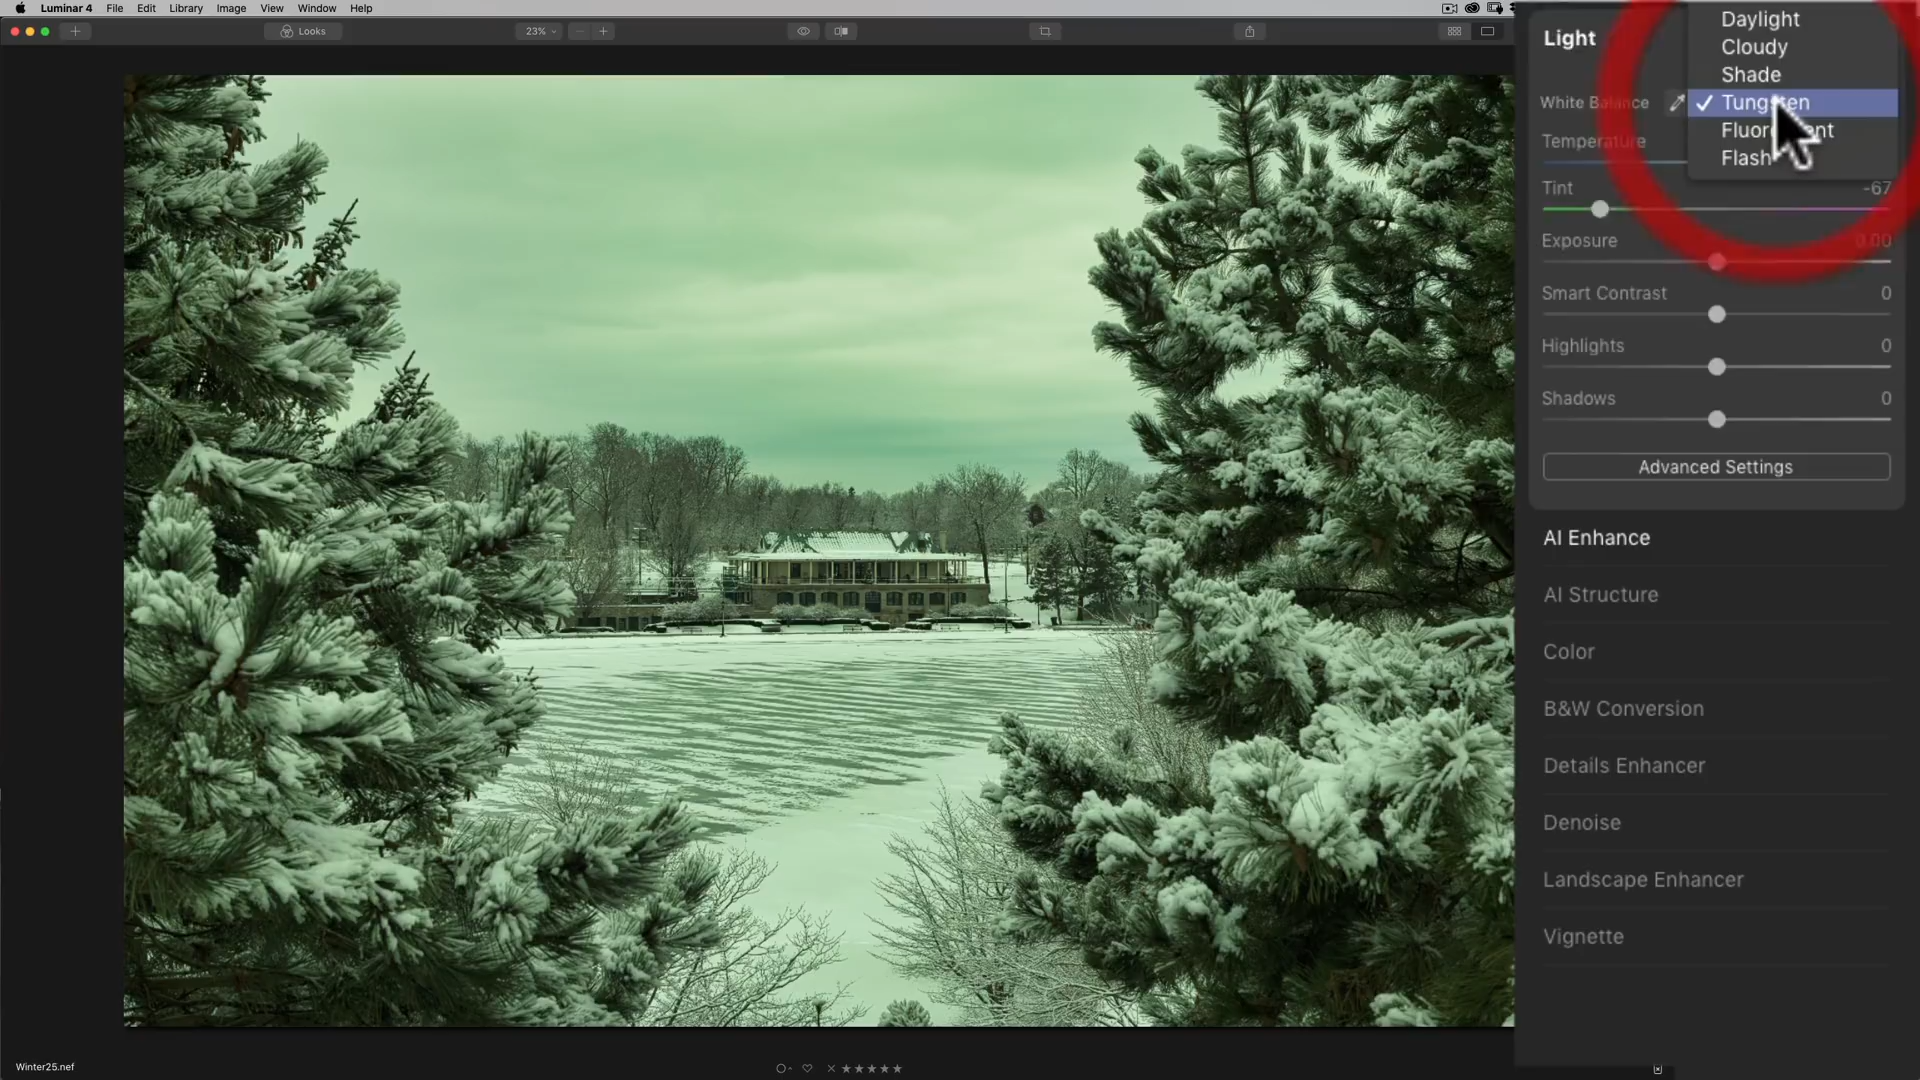 Luminar 4 File Edit Library Image View Window Help
Looks
23%
Daylight
Cloudy
Shade
Tungsten
Fluorescent
Flash
Light
White Balance
Temperature
Tint -67
Exposure 0.00
Smart Contrast 0
Highlights 0
Shadows 0
Advanced Settings
AI Enhance
AI Structure
Color
B&W Conversion
Details Enhancer
Denoise
Landscape Enhancer
Vignette
Winter25.nef